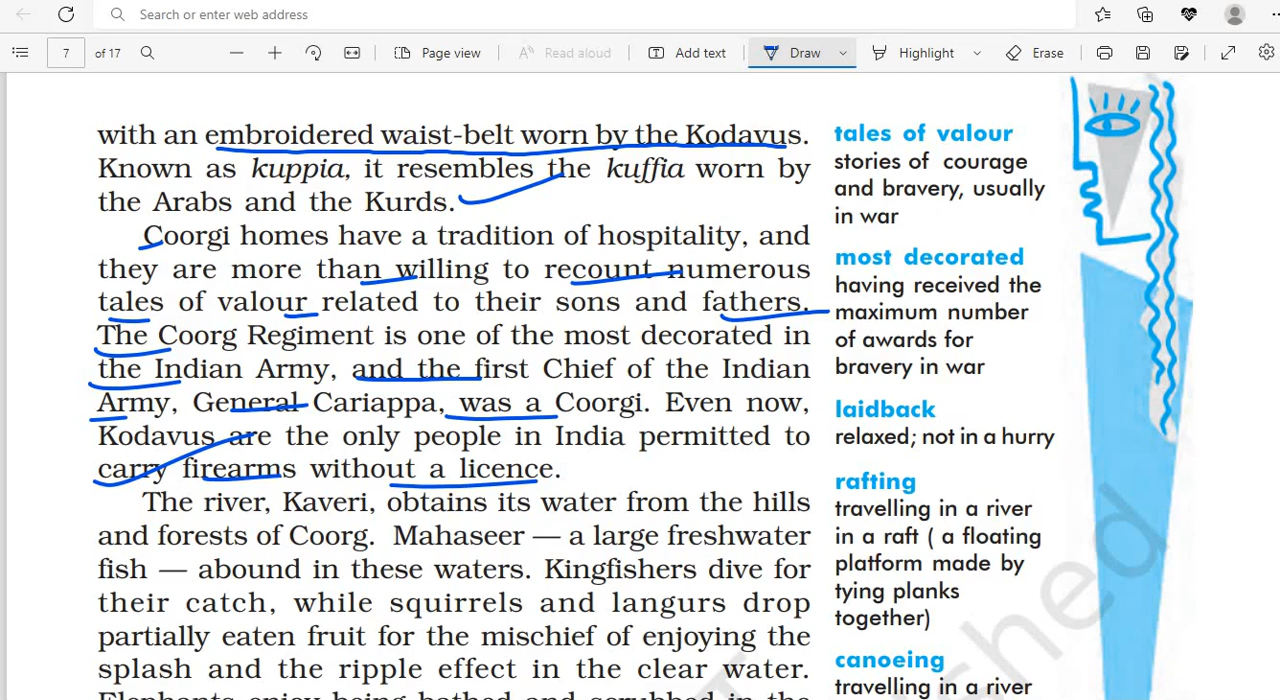 Search or enter web address
7 of 17
Page view
Read aloud
Add text
Draw
Highlight
Erase
with an embroidered waist-belt worn by the Kodavus.
Known as kuppia, it resembles the kuffia worn by
the Arabs and the Kurds.
Coorgi homes have a tradition of hospitality, and
they are more than willing to recount numerous
tales of valour related to their sons and fathers.
The Coorg Regiment is one of the most decorated in
the Indian Army, and the first Chief of the Indian
Army, General Cariappa, was a Coorgi. Even now,
Kodavus are the only people in India permitted to
carry firearms without a licence.
The river, Kaveri, obtains its water from the hills
and forests of Coorg. Mahaseer — a large freshwater
fish — abound in these waters. Kingfishers dive for
their catch, while squirrels and langurs drop
partially eaten fruit for the mischief of enjoying the
splash and the ripple effect in the clear water.
Elephants enjoy being bathed and scrubbed in the
tales of valour
stories of courage
and bravery, usually
in war
most decorated
having received the
maximum number
of awards for
bravery in war
laidback
relaxed; not in a hurry
rafting
travelling in a river
in a raft ( a floating
platform made by
tying planks
together)
canoeing
travelling in a river